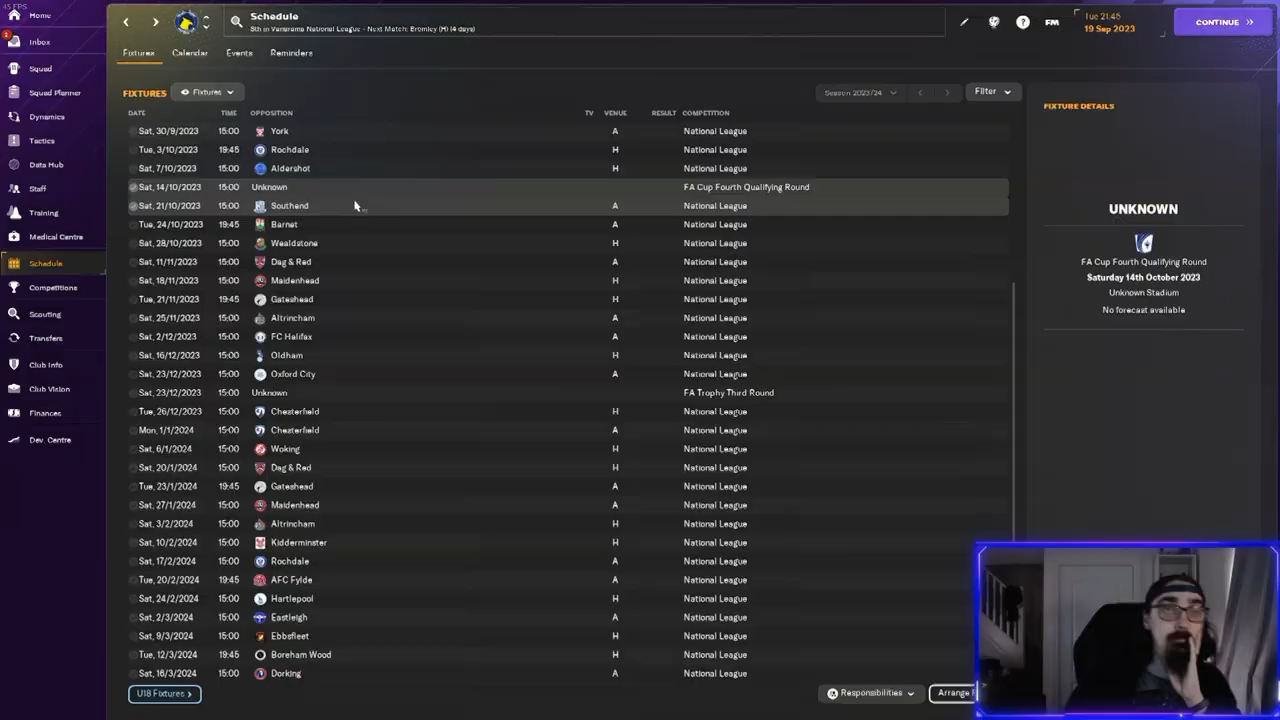 45 FPS
Home
1
Inbox
Squad
Squad Planner
Dynamics
Tactics
Data Hub
Staff
Training
Medical Centre
Schedule
Competitions
Scouting
Transfers
Club Info
Club Vision
Finances
Dev. Centre
Schedule
5th in Vanarama National League - Next Match: Bromley (H) (4 days)
FM
Tue 21:45
19 Sep 2023
CONTINUE
Fixtures Calendar Events Reminders
FIXTURES Fixtures Season 2023/24 Filter
DATE TIME OPPOSITION TV VENUE RESULT COMPETITION
Sat, 30/9/2023 15:00 York A National League
Tue, 3/10/2023 19:45 Rochdale H National League
Sat, 7/10/2023 15:00 Aldershot H National League
Sat, 14/10/2023 15:00 Unknown FA Cup Fourth Qualifying Round
Sat, 21/10/2023 15:00 Southend A National League
Tue, 24/10/2023 19:45 Barnet A National League
Sat, 28/10/2023 15:00 Wealdstone H National League
Sat, 11/11/2023 15:00 Dag & Red A National League
Sat, 18/11/2023 15:00 Maidenhead H National League
Tue, 21/11/2023 19:45 Gateshead H National League
Sat, 25/11/2023 15:00 Altrincham A National League
Sat, 2/12/2023 15:00 FC Halifax A National League
Sat, 16/12/2023 15:00 Oldham H National League
Sat, 23/12/2023 15:00 Oxford City A National League
Sat, 23/12/2023 15:00 Unknown FA Trophy Third Round
Tue, 26/12/2023 15:00 Chesterfield H National League
Mon, 1/1/2024 15:00 Chesterfield A National League
Sat, 6/1/2024 15:00 Woking H National League
Sat, 20/1/2024 15:00 Dag & Red H National League
Tue, 23/1/2024 19:45 Gateshead A National League
Sat, 27/1/2024 15:00 Maidenhead A National League
Sat, 3/2/2024 15:00 Altrincham H National League
Sat, 10/2/2024 15:00 Kidderminster H National League
Sat, 17/2/2024 15:00 Rochdale A National League
Tue, 20/2/2024 19:45 AFC Fylde A National League
Sat, 24/2/2024 15:00 Hartlepool H National League
Sat, 2/3/2024 15:00 Eastleigh A National League
Sat, 9/3/2024 15:00 Ebbsfleet H National League
Tue, 12/3/2024 19:45 Boreham Wood H National League
Sat, 16/3/2024 15:00 Dorking A National League
U18 Fixtures
Responsibilities
Arrange F
FIXTURE DETAILS
UNKNOWN
FA Cup Fourth Qualifying Round
Saturday 14th October 2023
Unknown Stadium
No forecast available